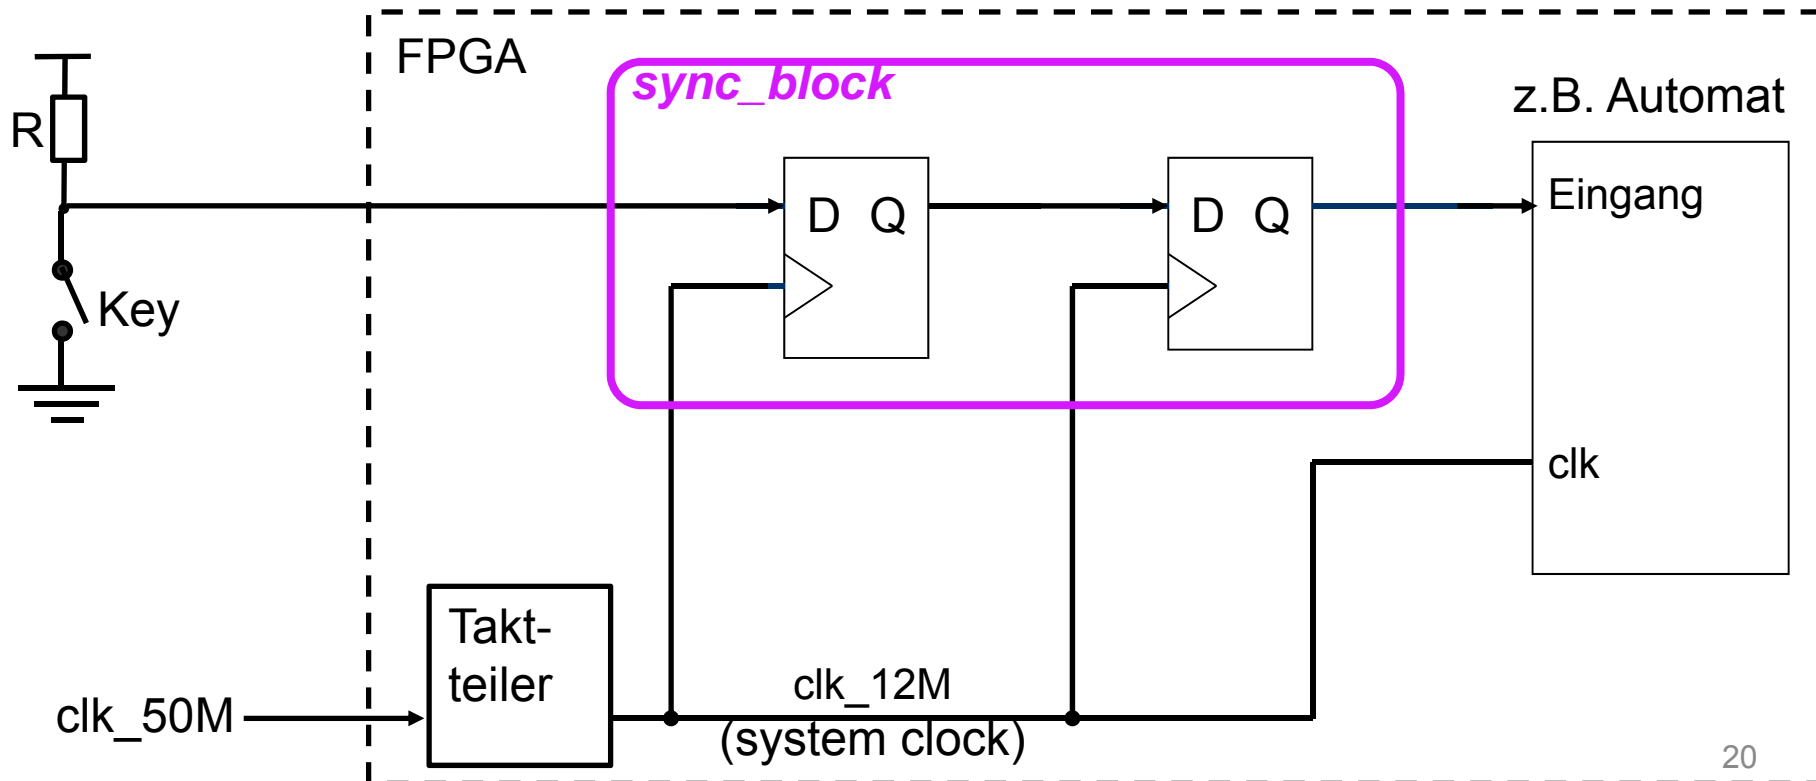 FPGA
sync_block
z.B. Automat
R
D Q
D Q
Eingang
Key
clk
Takt-
teiler
clk_12M
clk_50M
(system clock)
20